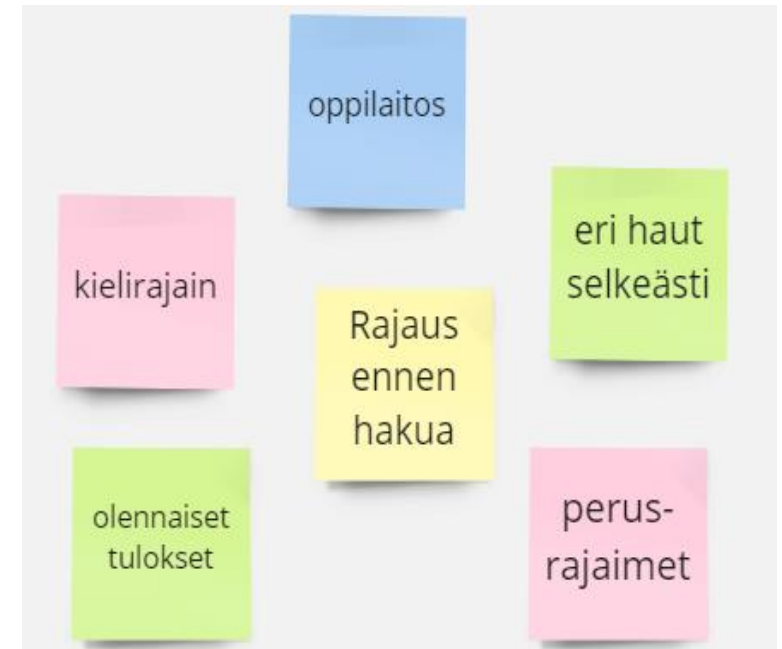 oppilaitos
eri haut
selkeästi
kielirajain
Rajaus
ennen
hakua
olennaiset
tulokset
perus-
rajaimet